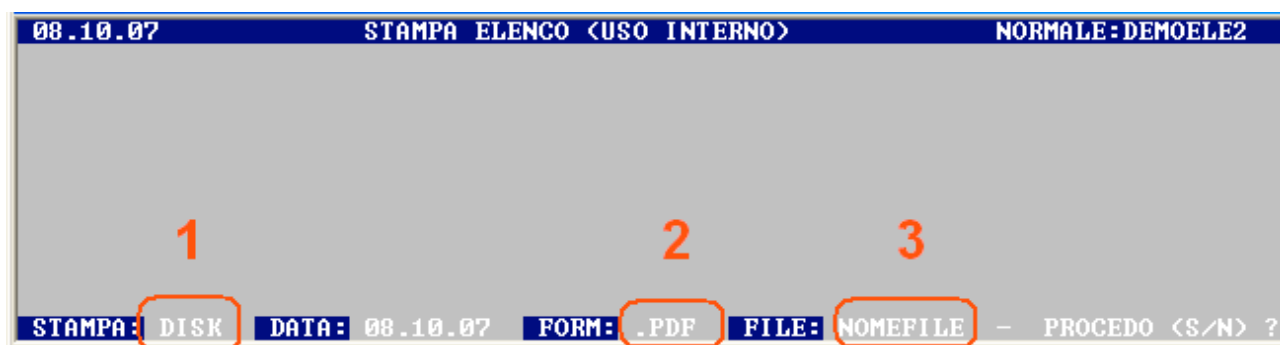 08.10.07 STAMPA ELENCO (USO INTERNO) NORMALE:DEMOELE2
1 2 3
STAMPA: DISK DATA: 08.10.07 FORM: .PDF FILE: NOMEFILE - PROCEDO (S/N) ?